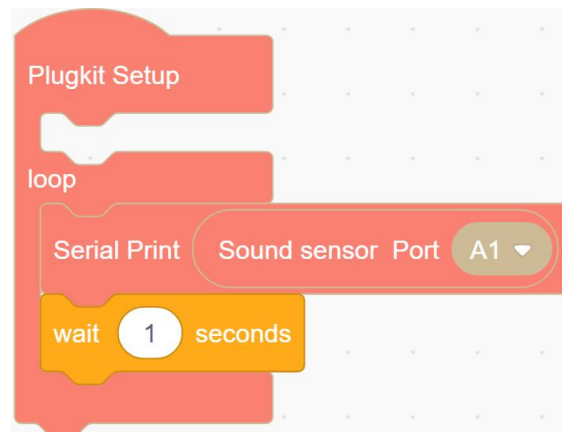 Plugkit Setup
loop
Serial Print Sound sensor Port A1
wait 1 seconds